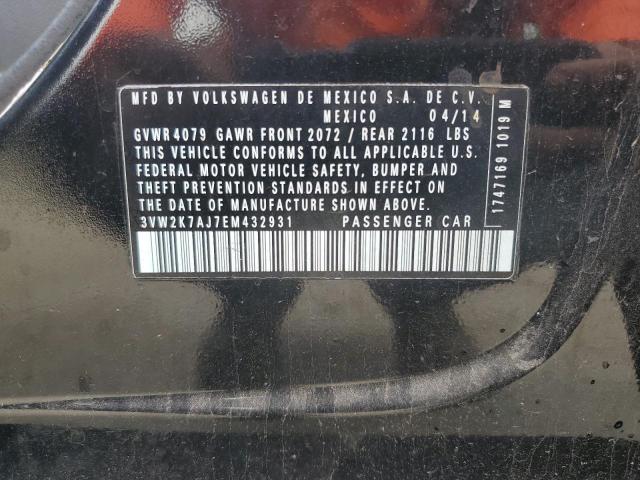 MFD BY VOLKSWAGEN DE MEXICO S.A. DE C.V.
MEXICO 04/14
GVWR 4079 GAWR FRONT 2072 / REAR 2116 LBS
THIS VEHICLE CONFORMS TO ALL APPLICABLE U.S.
FEDERAL MOTOR VEHICLE SAFETY, BUMPER AND
THEFT PREVENTION STANDARDS IN EFFECT ON
THE DATE OF MANUFACTURE SHOWN ABOVE.
3VW2K7AJ7EM432931 PASSENGER CAR
1747169 1019 M